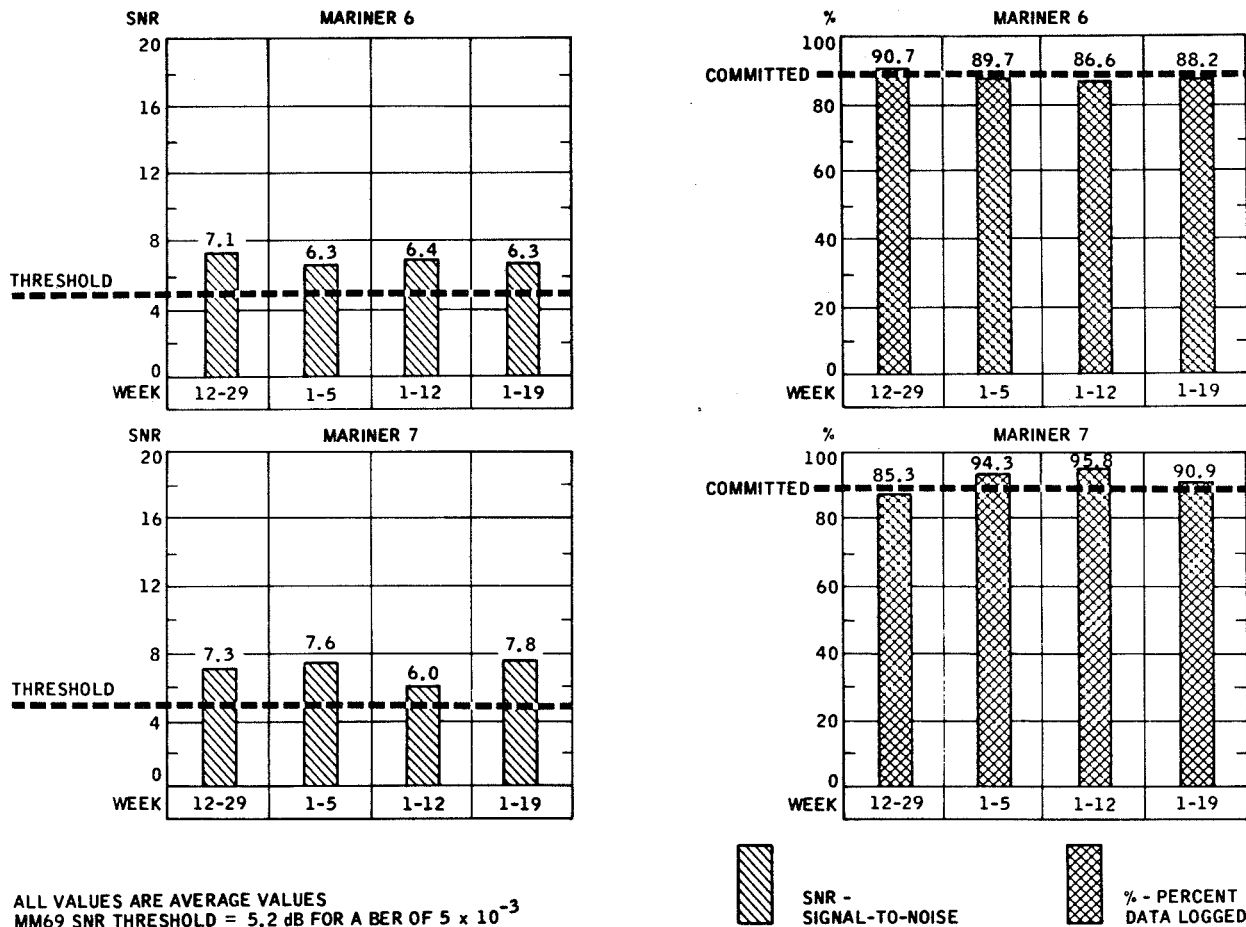 SNR MARINER 6
20
16
12
8
4
0
THRESHOLD
7.1 6.3 6.4 6.3
WEEK 12-29 1-5 1-12 1-19
% MARINER 6
100
80
60
40
20
0
COMMITTED
90.7 89.7 86.6 88.2
WEEK 12-29 1-5 1-12 1-19
SNR MARINER 7
20
16
12
8
4
0
THRESHOLD
7.3 7.6 6.0 7.8
WEEK 12-29 1-5 1-12 1-19
% MARINER 7
100
80
60
40
20
0
COMMITTED
85.3 94.3 95.8 90.9
WEEK 12-29 1-5 1-12 1-19
ALL VALUES ARE AVERAGE VALUES
MM69 SNR THRESHOLD = 5.2 dB FOR A BER OF 5 x 10⁻³
SNR -
SIGNAL-TO-NOISE
% - PERCENT
DATA LOGGED